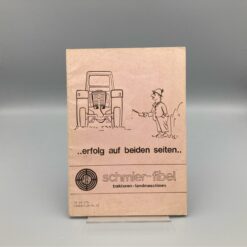 ..erfolg auf beiden seiten..
schmier-fibel
traktoren + landmaschinen